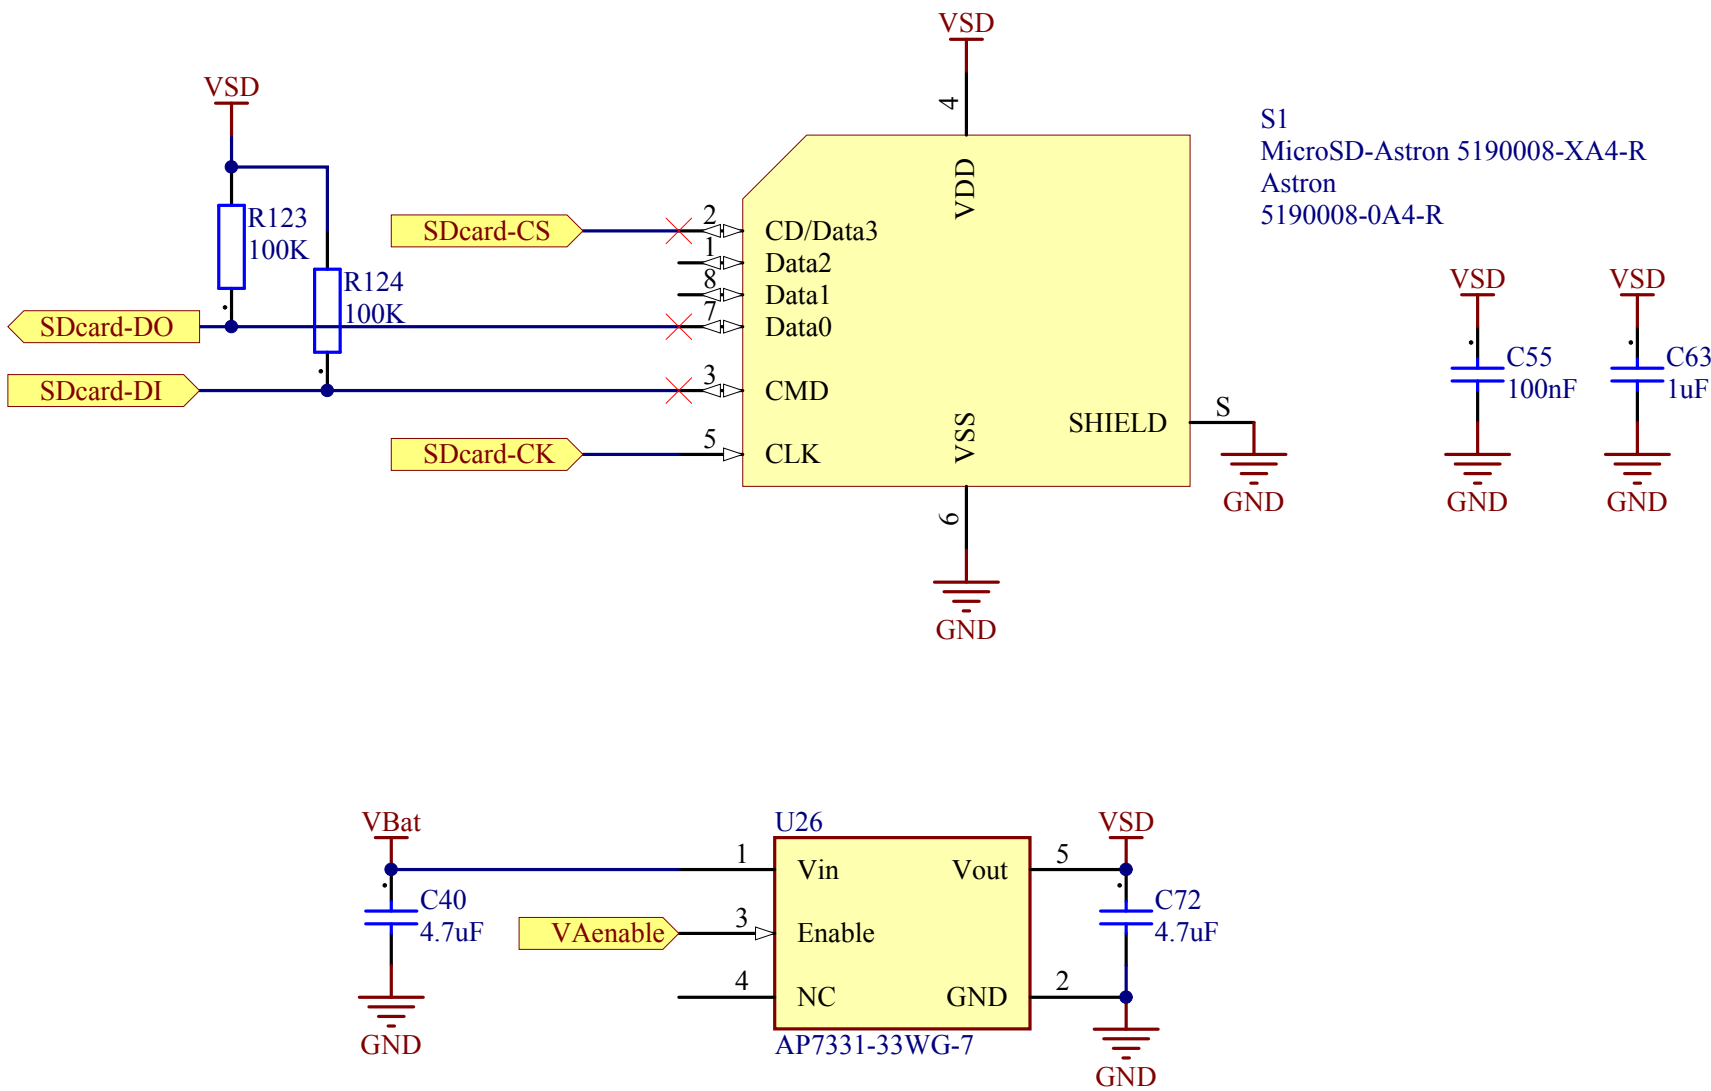 VSD
VSD
4
VDD
S1
MicroSD-Astron 5190008-XA4-R
Astron
5190008-0A4-R
R123
100K
SDcard-CS
2
CD/Data3
1
Data2
8
Data1
7
Data0
R124
100K
SDcard-DO
SDcard-DI
3
CMD
SDcard-CK
5
CLK
VSS
SHIELD
S
GND
6
GND
VSD
C55
100nF
GND
VSD
C63
1uF
GND
VBat
C40
4.7uF
GND
VAenable
U26
1
Vin
3
Enable
4
NC
Vout
5
GND
2
AP7331-33WG-7
VSD
C72
4.7uF
GND